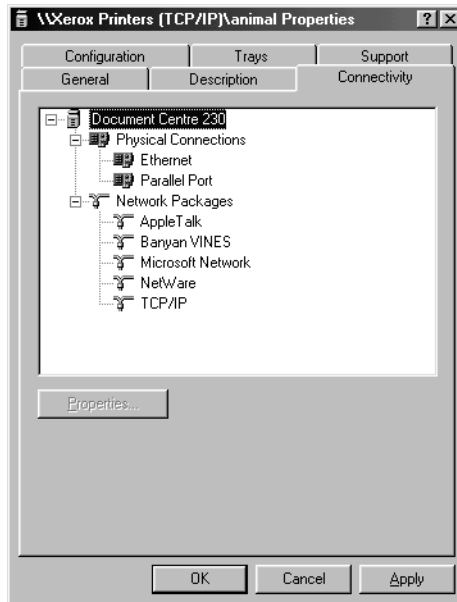 \\Xerox Printers (TCP/IP)\animal Properties
Configuration Trays Support
General Description Connectivity
Document Centre 230
Physical Connections
Ethernet
Parallel Port
Network Packages
AppleTalk
Banyan VINES
Microsoft Network
NetWare
TCP/IP
Properties...
OK Cancel Apply